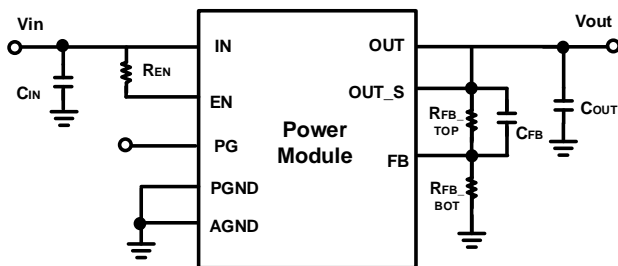 Vin
Vout
IN
OUT
REN
CIN
EN
OUT_S
RFB_
TOP
CFB
COUT
Power
Module
PG
FB
PGND
RFB_
BOT
AGND